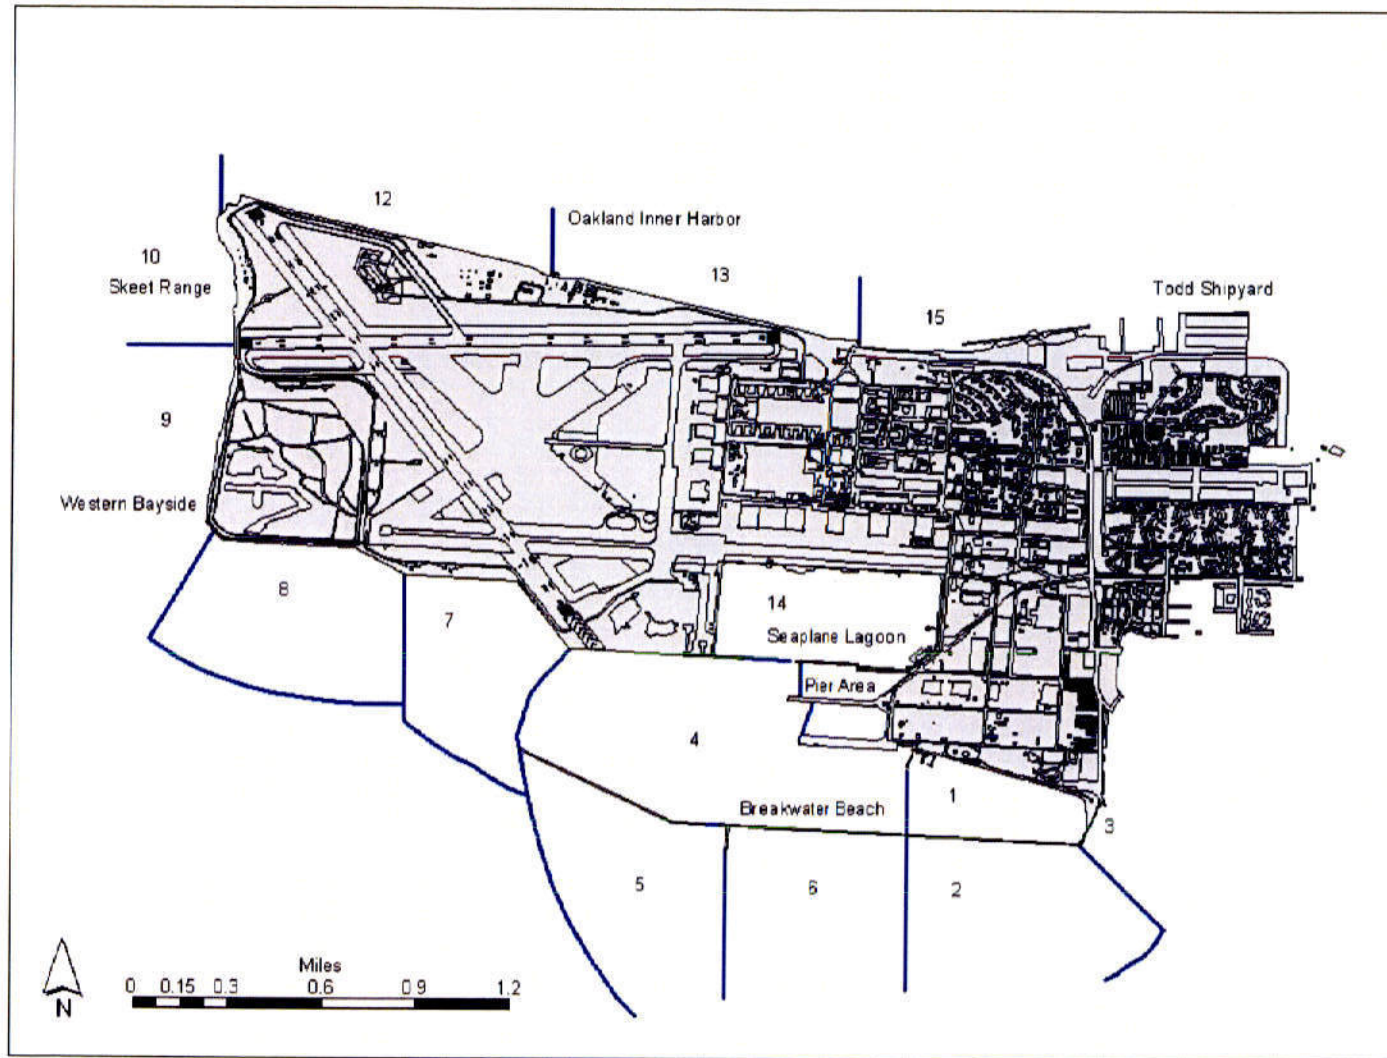 12
Oakland Inner Harbor
10
13
Skeet Range
Todd Shipyard
15
9
Western Bayside
8
7
14
Seaplane Lagoon
Pier Area
4
1
Breakwater Beach
3
5
6
2
Miles
0 0.15 0.3 0.6 0.9 1.2
N